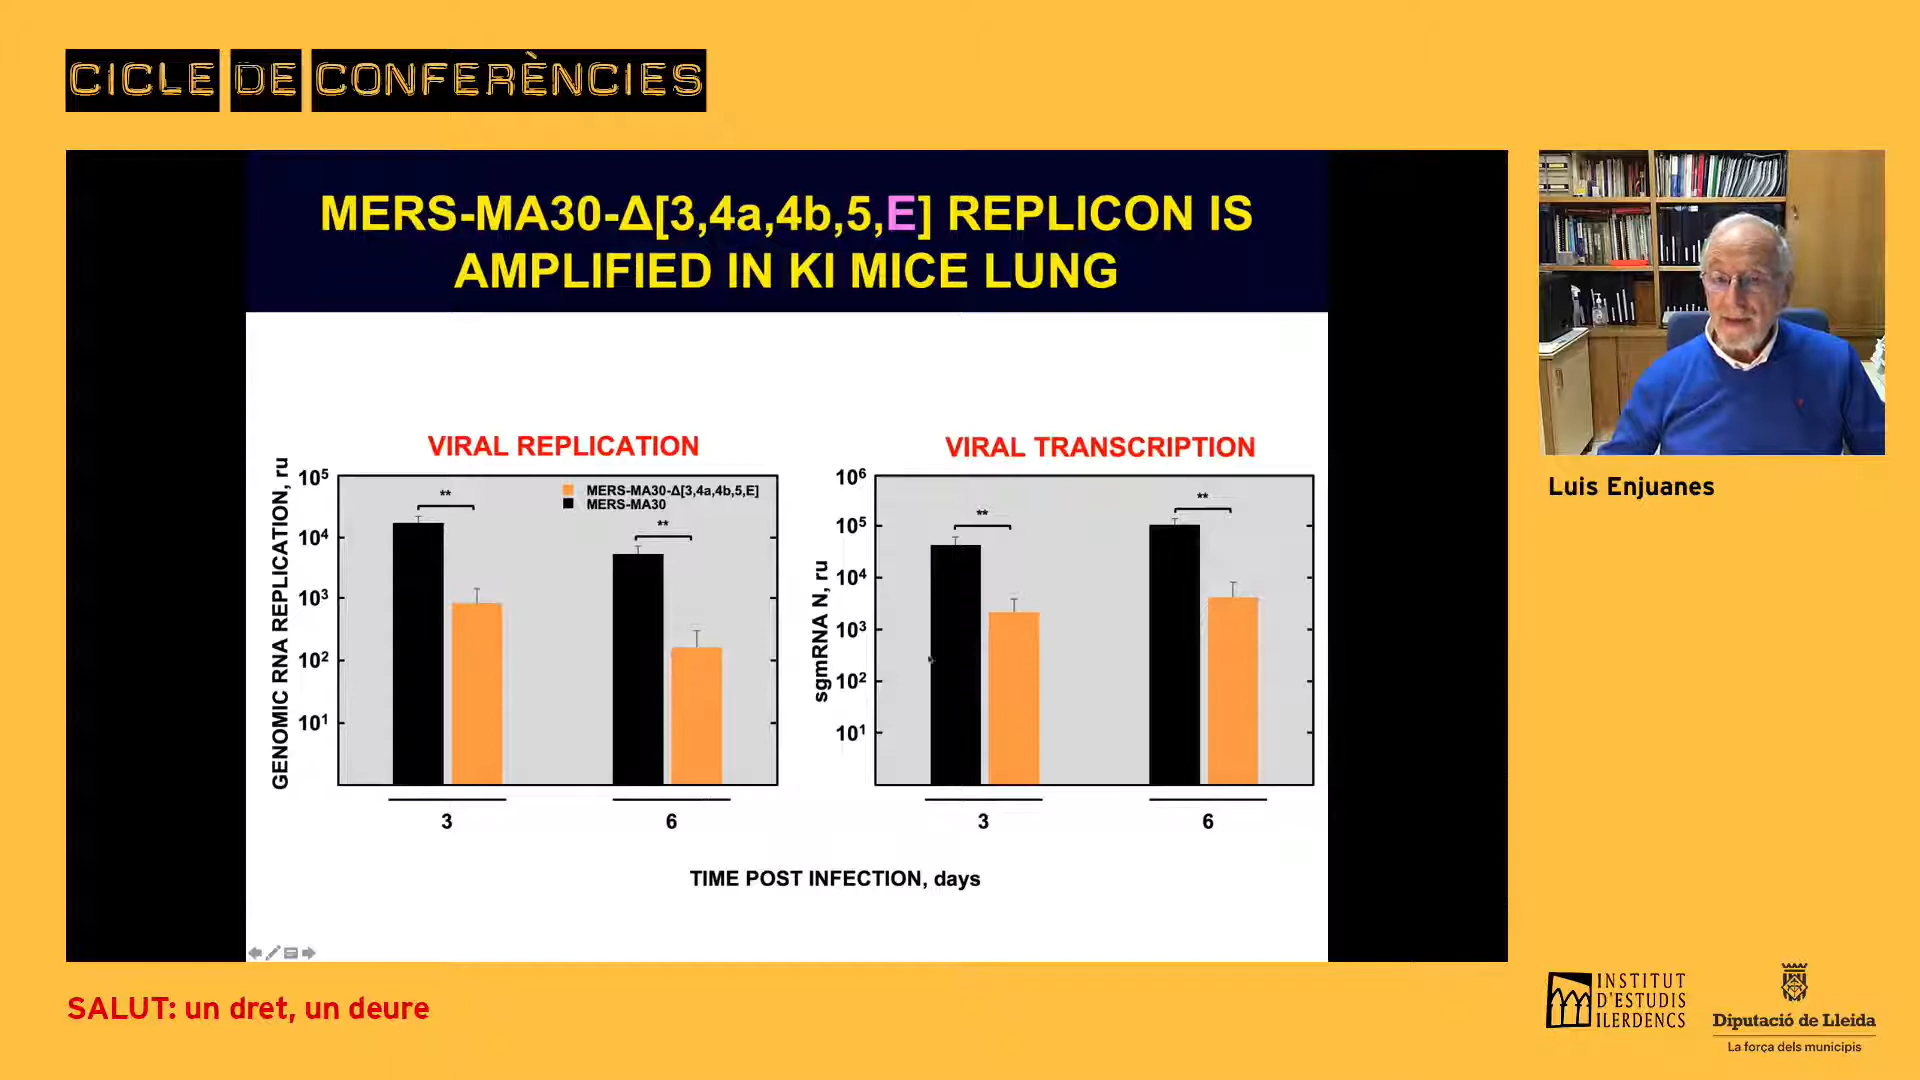 CICLE DE CONFERÈNCIES
MERS-MA30-Δ[3,4a,4b,5,E] REPLICON IS
AMPLIFIED IN KI MICE LUNG
VIRAL REPLICATION
GENOMIC RNA REPLICATION, ru
10⁵
10⁴
10³
10²
10¹
MERS-MA30-Δ[3,4a,4b,5,E]
MERS-MA30
**
**
3
6
VIRAL TRANSCRIPTION
sgmRNA N, ru
10⁶
10⁵
10⁴
10³
10²
10¹
**
**
3
6
TIME POST INFECTION, days
Luis Enjuanes
SALUT: un dret, un deure
INSTITUT
D'ESTUDIS
ILERDENCS
Diputació de Lleida
La força dels municipis